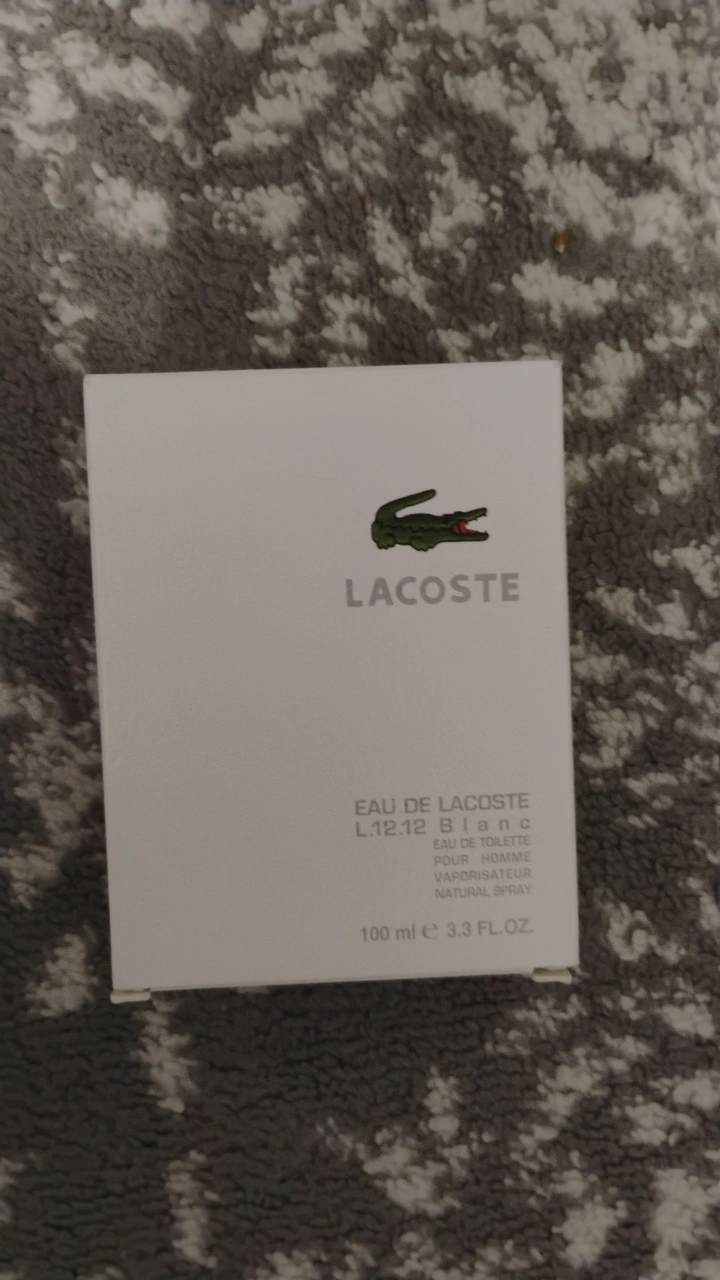 LACOSTE
EAU DE LACOSTE
L.12.12 Blanc
EAU DE TOILETTE
POUR HOMME
VAPORISATEUR
NATURAL SPRAY
100 ml ℮ 3.3 FL.OZ.